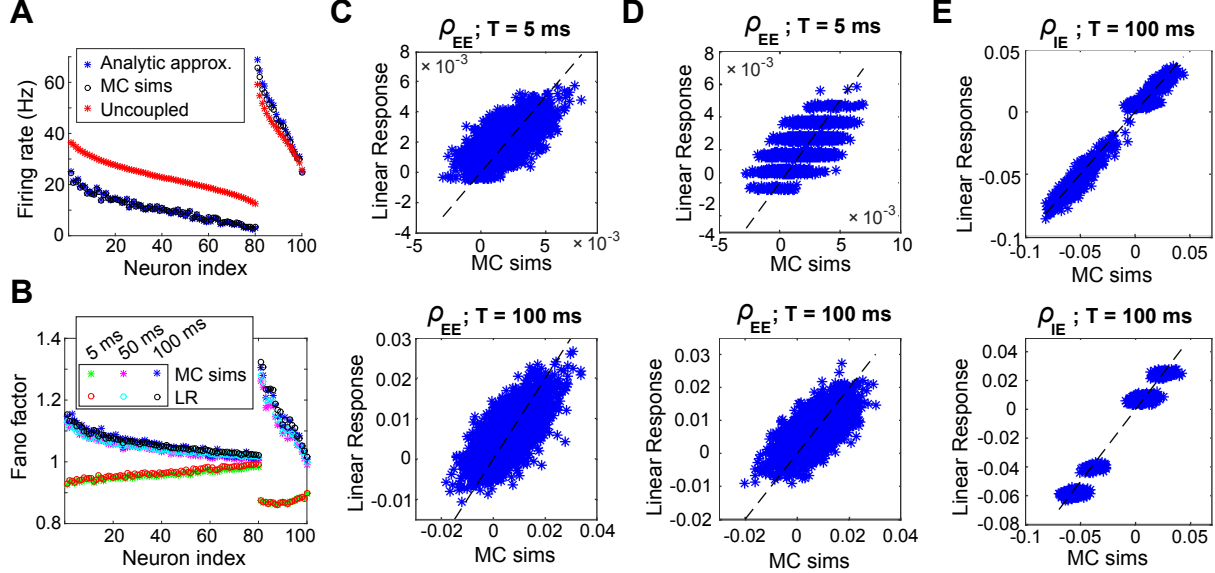 A
Firing rate (Hz)
60
40
20
0
Analytic approx.
MC sims
Uncoupled
20 40 60 80 100
Neuron index
B
Fano factor
1.4
1.2
1
0.8
5 ms 50 ms 100 ms
MC sims
LR
0 20 40 60 80 100
Neuron index
C
ρEE; T = 5 ms
× 10 -3
Linear Response
8
6
4
2
0
-2
-4
-5 0 5 10
× 10 -3
MC sims
ρEE; T = 100 ms
Linear Response
0.03
0.02
0.01
0
-0.01
-0.02 0 0.02 0.04
MC sims
D
ρEE; T = 5 ms
× 10 -3
Linear Response
8
6
4
2
0
-2
-4
× 10 -3
-5 0 5 10
MC sims
ρEE; T = 100 ms
Linear Response
0.03
0.02
0.01
0
-0.01
-0.02
-0.02 0 0.02 0.04
MC sims
E
ρIE; T = 100 ms
Linear Response
0.05
0
-0.05
-0.1
-0.1 -0.05 0 0.05
MC sims
ρIE ; T = 100 ms
Linear Response
0.04
0.02
0
-0.02
-0.04
-0.06
-0.08
-0.1 -0.05 0 0.05
MC sims